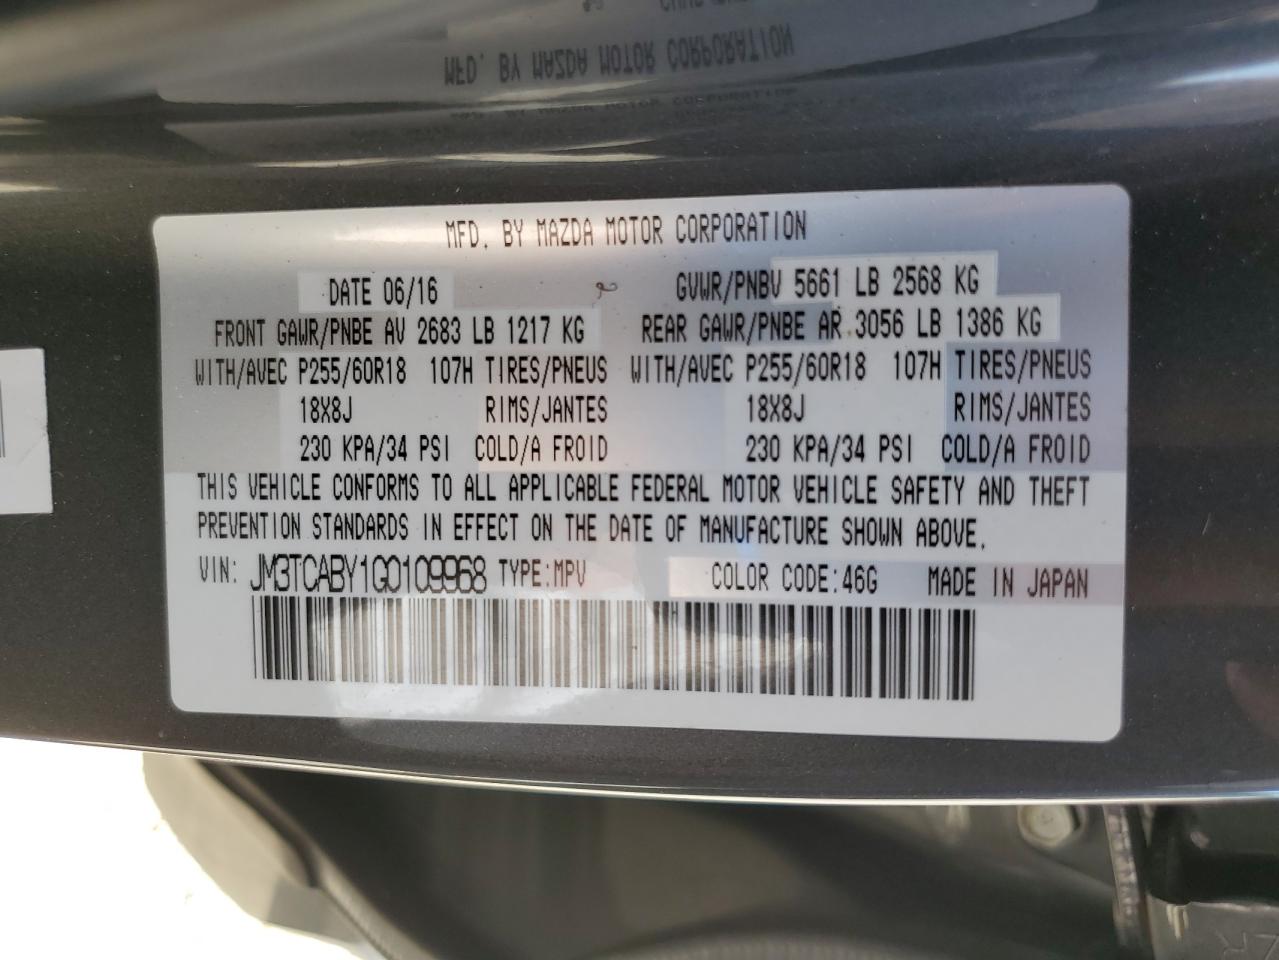 MFD. BY MAZDA MOTOR CORPORATION
DATE 06/16 GVWR/PNBV 5661 LB 2568 KG
FRONT GAWR/PNBE AV 2683 LB 1217 KG REAR GAWR/PNBE AR 3056 LB 1386 KG
WITH/AVEC P255/60R18 107H TIRES/PNEUS WITH/AVEC P255/60R18 107H TIRES/PNEUS
18X8J RIMS/JANTES 18X8J RIMS/JANTES
230 KPA/34 PSI COLD/A FROID 230 KPA/34 PSI COLD/A FROID
THIS VEHICLE CONFORMS TO ALL APPLICABLE FEDERAL MOTOR VEHICLE SAFETY AND THEFT
PREVENTION STANDARDS IN EFFECT ON THE DATE OF MANUFACTURE SHOWN ABOVE.
VIN: JM3TCABY1G0109968 TYPE:MPV COLOR CODE:46G MADE IN JAPAN